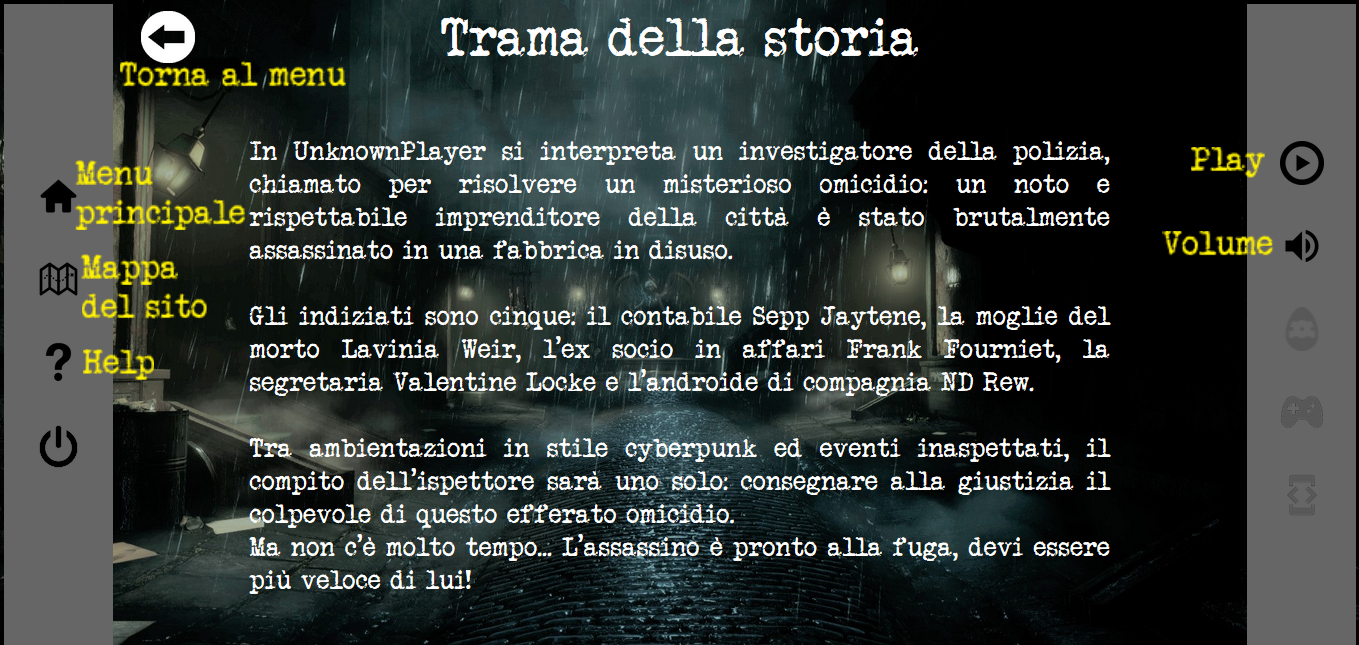 Trama della storia
Torna al menu
Menu
principale
Mappa
del sito
Help
In UnknownPlayer si interpreta un investigatore della polizia,
chiamato per risolvere un misterioso omicidio: un noto e
rispettabile imprenditore della città è stato brutalmente
assassinato in una fabbrica in disuso.
Gli indiziati sono cinque: il contabile Sepp Jaytene, la moglie del
morto Lavinia Weir, l'ex socio in affari Frank Fourniet, la
segretaria Valentine Locke e l'androide di compagnia ND Rew.
Tra ambientazioni in stile cyberpunk ed eventi inaspettati, il
compito dell'ispettore sarà uno solo: consegnare alla giustizia il
colpevole di questo efferato omicidio.
Ma non c'è molto tempo... L'assassino è pronto alla fuga, devi essere
più veloce di lui!
Play
Volume